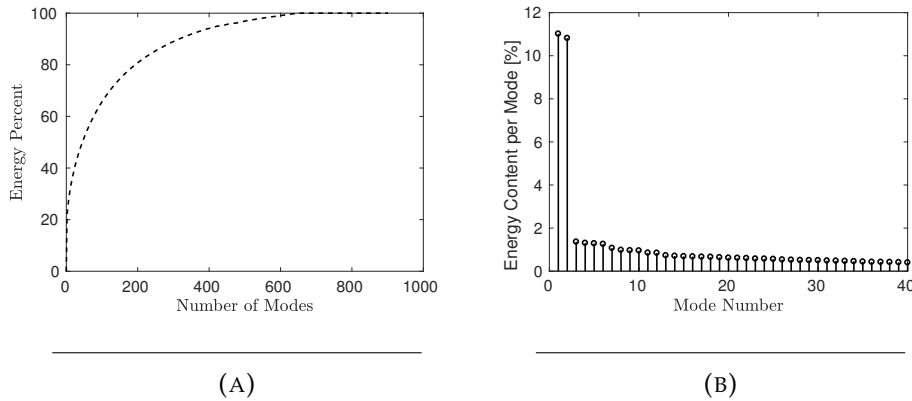 100
80
60
40
20
0
Energy Percent
0 200 400 600 800 1000
Number of Modes
(A)
12
10
8
6
4
2
0
Energy Content per Mode [%]
0 10 20 30 40
Mode Number
(B)